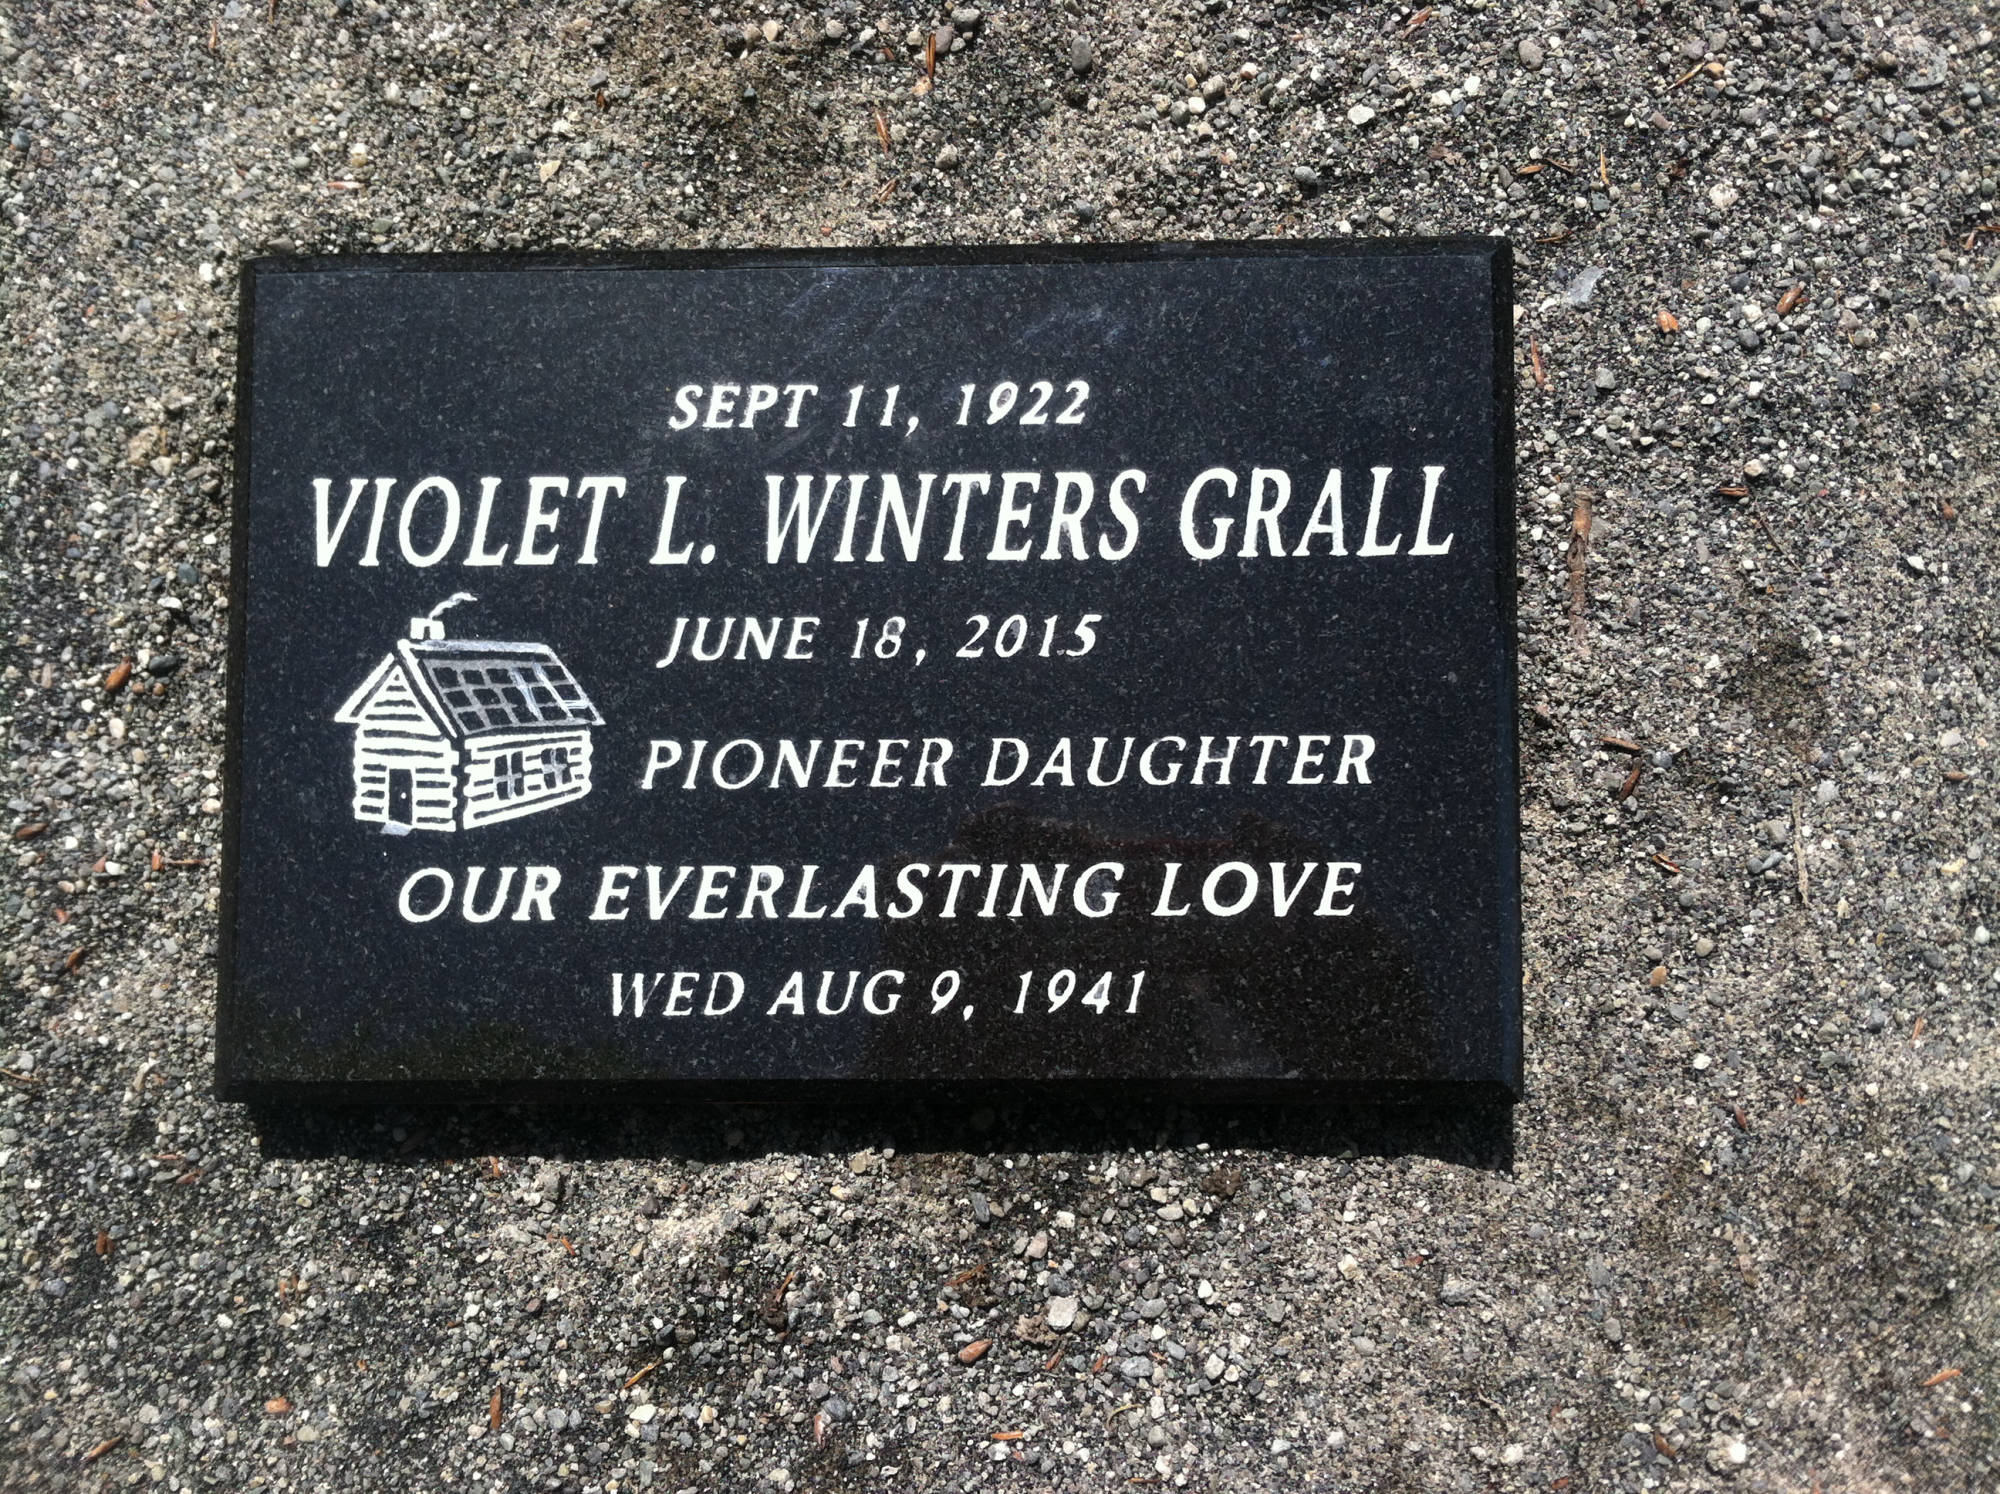 SEPT 11, 1922
VIOLET L. WINTERS GRALL
JUNE 18, 2015
PIONEER DAUGHTER
OUR EVERLASTING LOVE
WED AUG 9, 1941